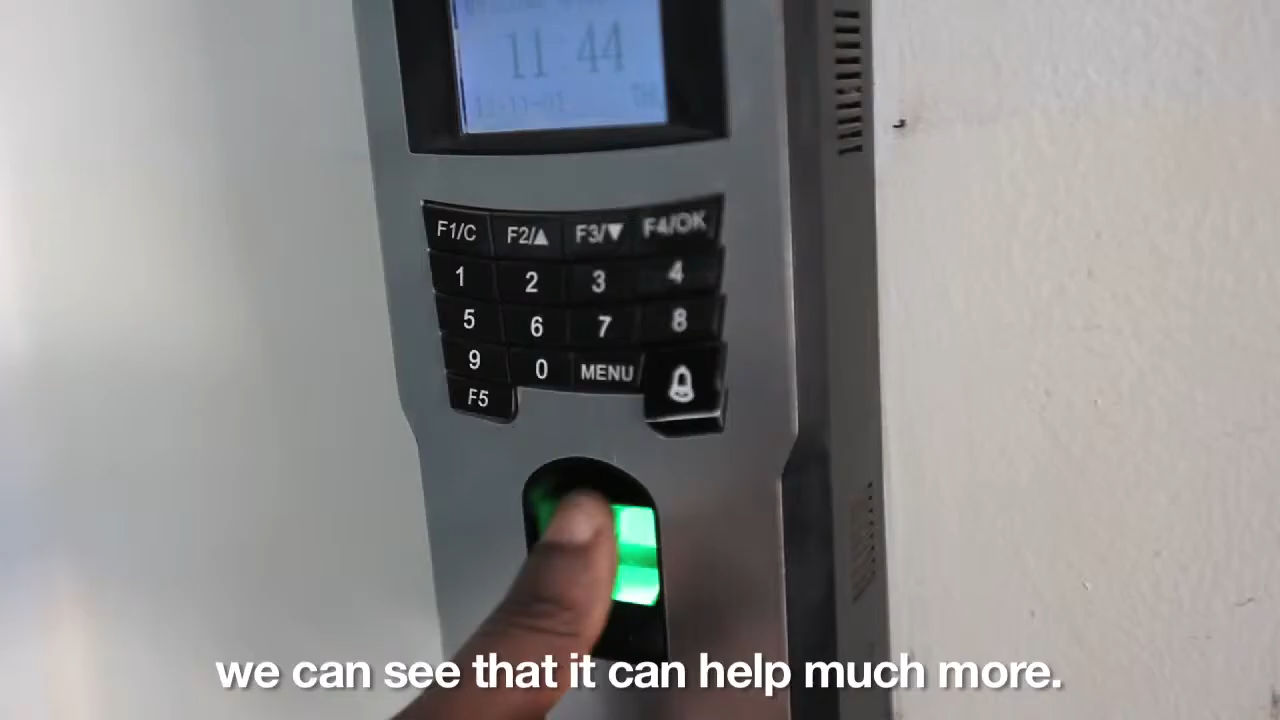 11 44
F1/C F2/▲ F3/▼ F4/OK
1 2 3 4
5 6 7 8
9 0 MENU
F5
we can see that it can help much more.